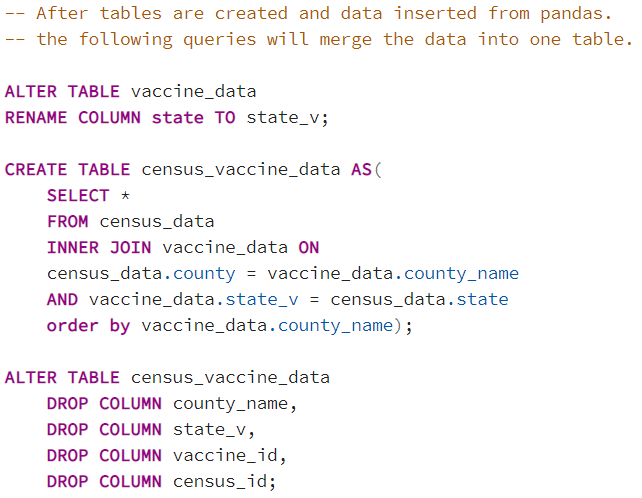 -- After tables are created and data inserted from pandas.
-- the following queries will merge the data into one table.
ALTER TABLE vaccine_data
RENAME COLUMN state TO state_v;
CREATE TABLE census_vaccine_data AS(
SELECT *
FROM census_data
INNER JOIN vaccine_data ON
census_data.county = vaccine_data.county_name
AND vaccine_data.state_v = census_data.state
order by vaccine_data.county_name);
ALTER TABLE census_vaccine_data
DROP COLUMN county_name,
DROP COLUMN state_v,
DROP COLUMN vaccine_id,
DROP COLUMN census_id;